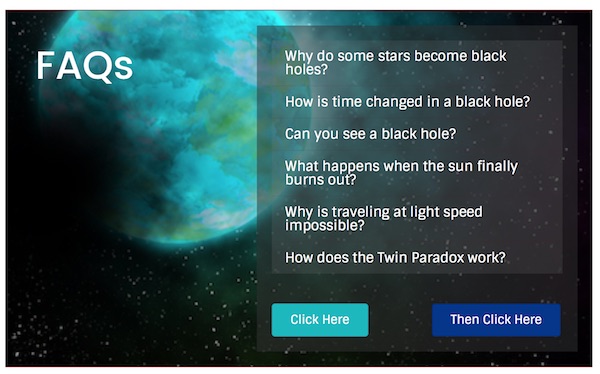 FAQs
Why do some stars become black
holes?
How is time changed in a black hole?
Can you see a black hole?
What happens when the sun finally
burns out?
Why is traveling at light speed
impossible?
How does the Twin Paradox work?
Click Here
Then Click Here